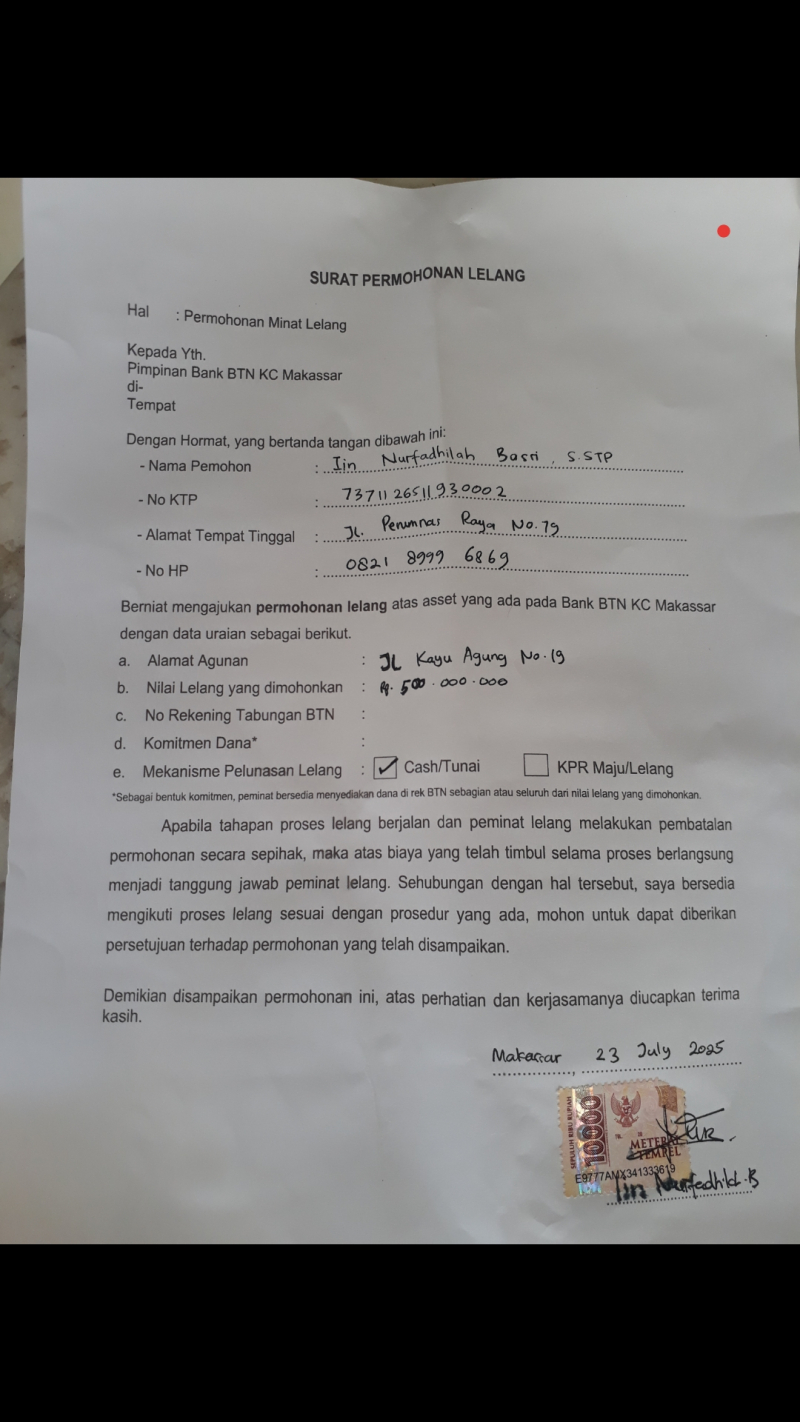 SURAT PERMOHONAN LELANG
Hal : Permohonan Minat Lelang
Kepada Yth.
Pimpinan Bank BTN KC Makassar
di-
Tempat
Dengan Hormat, yang bertanda tangan dibawah ini:
- Nama Pemohon : Iin Nurfadhilah Basri, S.STP
- No KTP : 7371126511930002
- Alamat Tempat Tinggal : JL. Perumnas Raya No.79
- No HP : 0821 8999 6869
Berniat mengajukan permohonan lelang atas asset yang ada pada Bank BTN KC Makassar
dengan data uraian sebagai berikut.
a. Alamat Agunan : JL Kayu Agung No.19
b. Nilai Lelang yang dimohonkan : Rp. 500.000.000
c. No Rekening Tabungan BTN :
d. Komitmen Dana* :
e. Mekanisme Pelunasan Lelang : ✓ Cash/Tunai KPR Maju/Lelang
*Sebagai bentuk komitmen, peminat bersedia menyediakan dana di rek BTN sebagian atau seluruh dari nilai lelang yang dimohonkan.
Apabila tahapan proses lelang berjalan dan peminat lelang melakukan pembatalan
permohonan secara sepihak, maka atas biaya yang telah timbul selama proses berlangsung
menjadi tanggung jawab peminat lelang. Sehubungan dengan hal tersebut, saya bersedia
mengikuti proses lelang sesuai dengan prosedur yang ada, mohon untuk dapat diberikan
persetujuan terhadap permohonan yang telah disampaikan.
Demikian disampaikan permohonan ini, atas perhatian dan kerjasamanya diucapkan terima
kasih.
Makassar, 23 July 2025
SEPULUH RIBU RUPIAH
10000
METERAI
TEMPEL
E9777AMX341333619
Iin Nurfadhilah.B